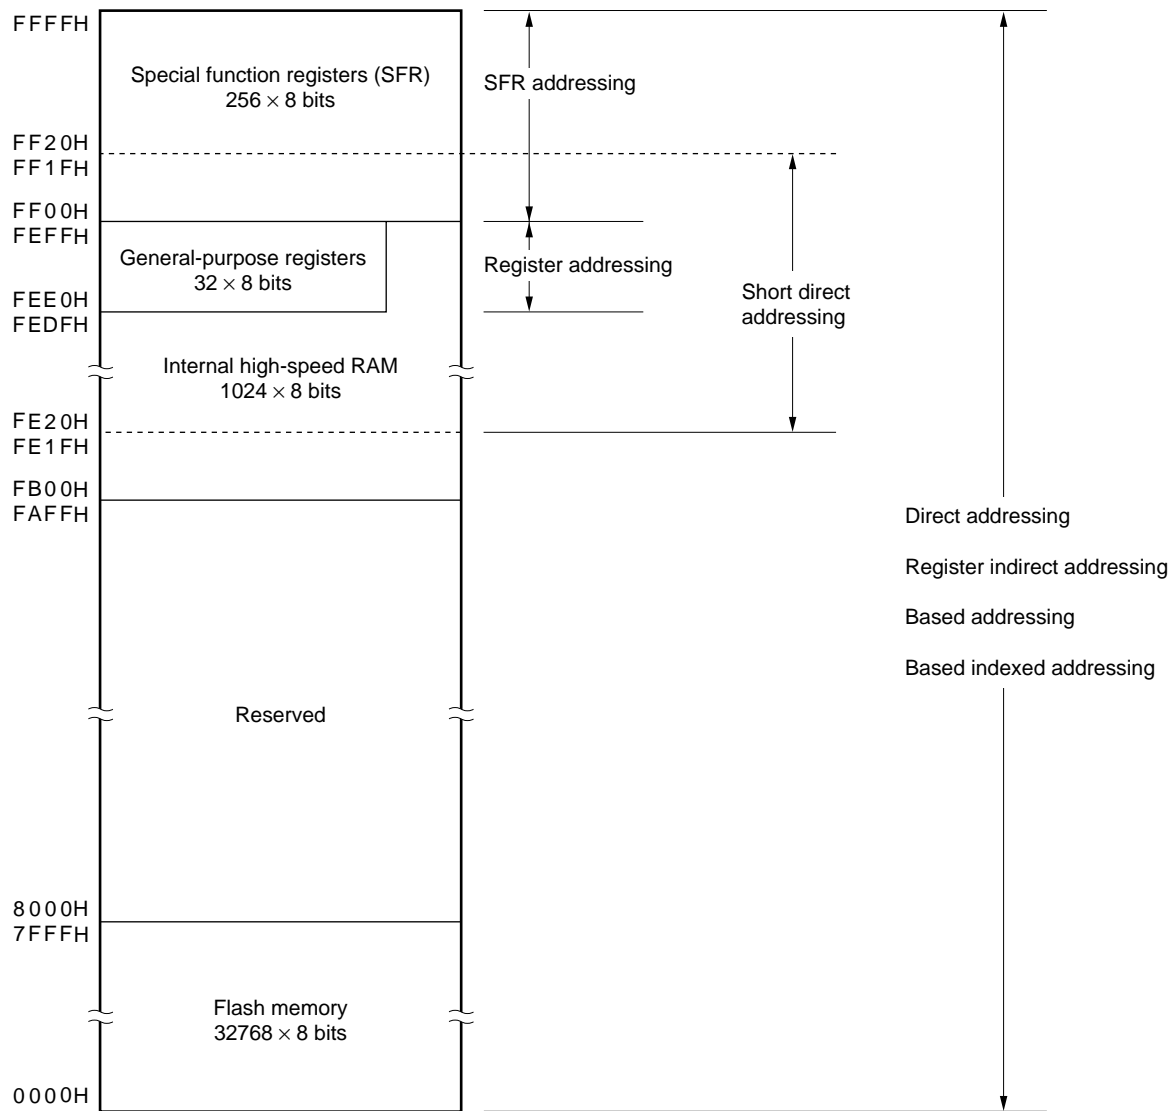 FFFFH
Special function registers (SFR)
256 × 8 bits
SFR addressing
FF20H
FF1FH
FF00H
FEFFH
General-purpose registers
32 × 8 bits
Register addressing
Short direct
addressing
FEE0H
FEDFH
Internal high-speed RAM
1024 × 8 bits
FE20H
FE1FH
FB00H
FAFFH
Direct addressing
Register indirect addressing
Based addressing
Based indexed addressing
Reserved
8000H
7FFFH
Flash memory
32768 × 8 bits
0000H